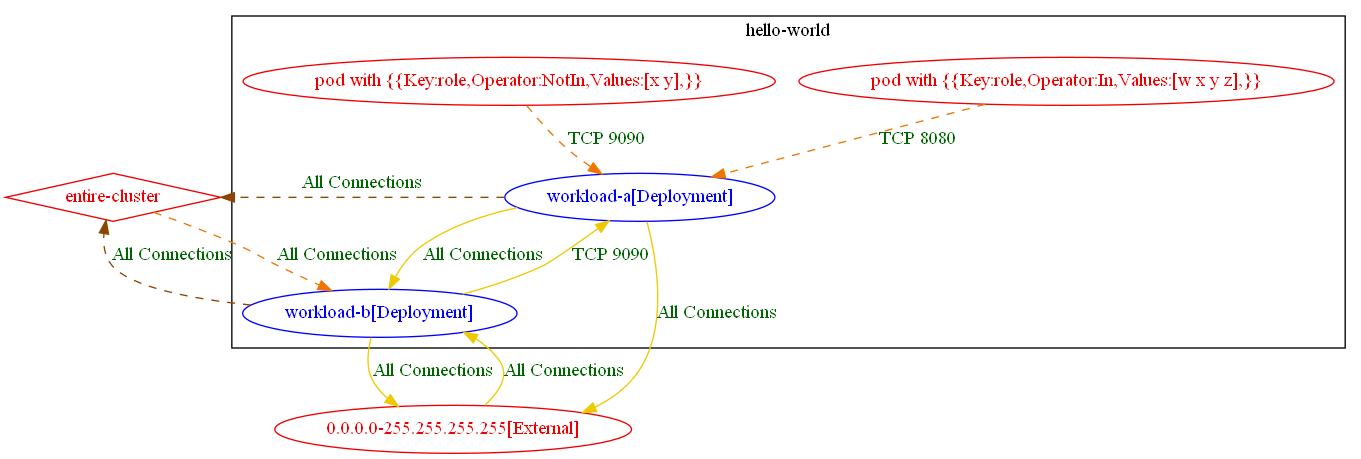 hello-world
pod with {{Key:role,Operator:NotIn,Values:[x y],}}
pod with {{Key:role,Operator:In,Values:[w x y z],}}
TCP 9090
TCP 8080
All Connections
entire-cluster
workload-a[Deployment]
All Connections
All Connections
All Connections
TCP 9090
workload-b[Deployment]
All Connections
All Connections
All Connections
0.0.0.0-255.255.255.255[External]